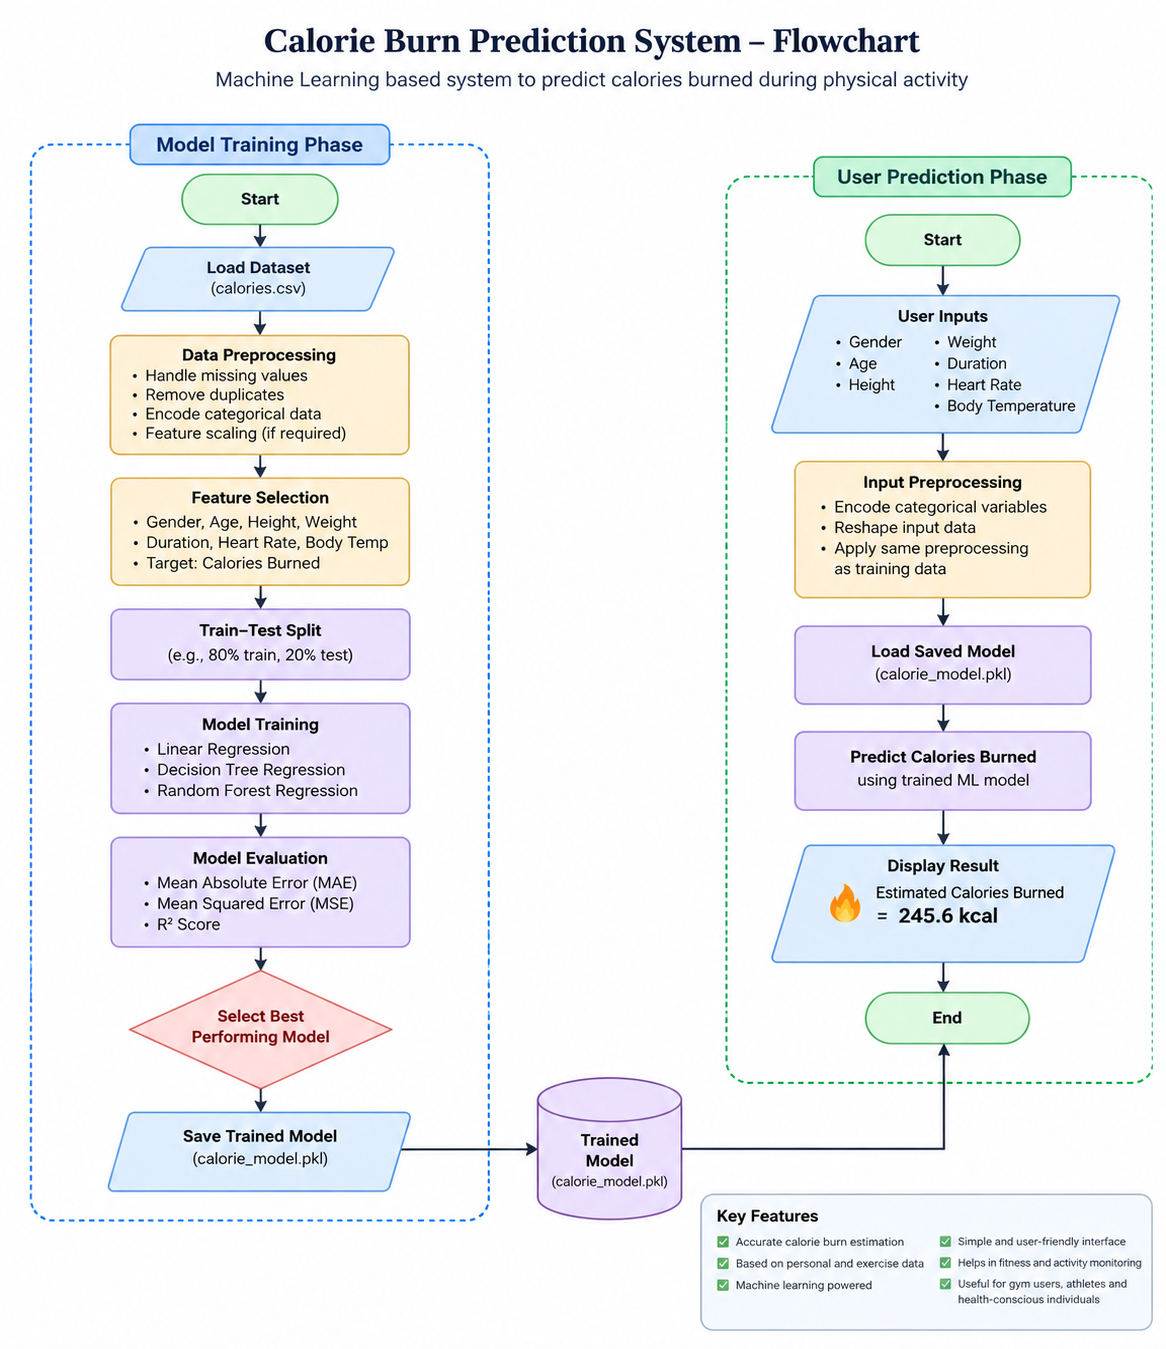 Calorie Burn Prediction System – Flowchart
Machine Learning based system to predict calories burned during physical activity
Model Training Phase
Start
Load Dataset
(calories.csv)
Data Preprocessing
• Handle missing values
• Remove duplicates
• Encode categorical data
• Feature scaling (if required)
Feature Selection
• Gender, Age, Height, Weight
• Duration, Heart Rate, Body Temp
• Target: Calories Burned
Train–Test Split
(e.g., 80% train, 20% test)
Model Training
• Linear Regression
• Decision Tree Regression
• Random Forest Regression
Model Evaluation
• Mean Absolute Error (MAE)
• Mean Squared Error (MSE)
• R² Score
Select Best
Performing Model
Save Trained Model
(calorie_model.pkl)
Trained
Model
(calorie_model.pkl)
User Prediction Phase
Start
User Inputs
• Gender
• Age
• Height
• Weight
• Duration
• Heart Rate
• Body Temperature
Input Preprocessing
• Encode categorical variables
• Reshape input data
• Apply same preprocessing
as training data
Load Saved Model
(calorie_model.pkl)
Predict Calories Burned
using trained ML model
Display Result
Estimated Calories Burned
= 245.6 kcal
End
Key Features
Accurate calorie burn estimation
Based on personal and exercise data
Machine learning powered
Simple and user-friendly interface
Helps in fitness and activity monitoring
Useful for gym users, athletes and
health-conscious individuals